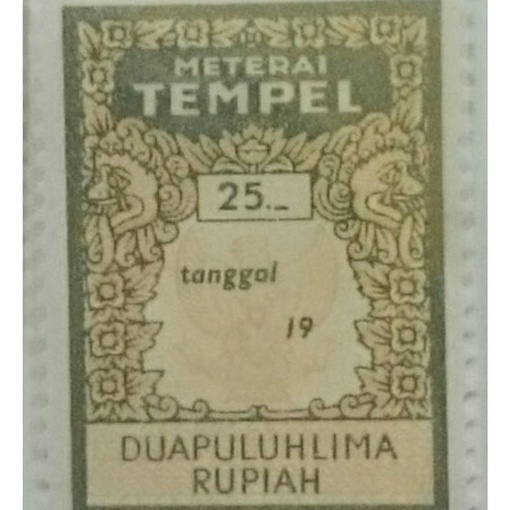 METERAI
TEMPEL
25._
tanggal
19
DUAPULUHLIMA
RUPIAH